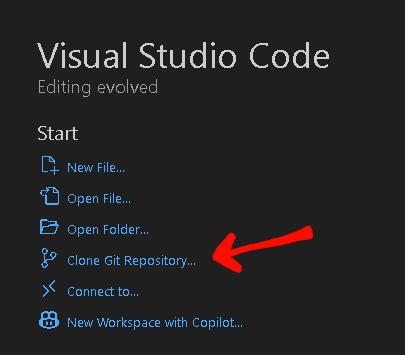 Visual Studio Code
Editing evolved
Start
New File...
Open File...
Open Folder...
Clone Git Repository...
Connect to...
New Workspace with Copilot...